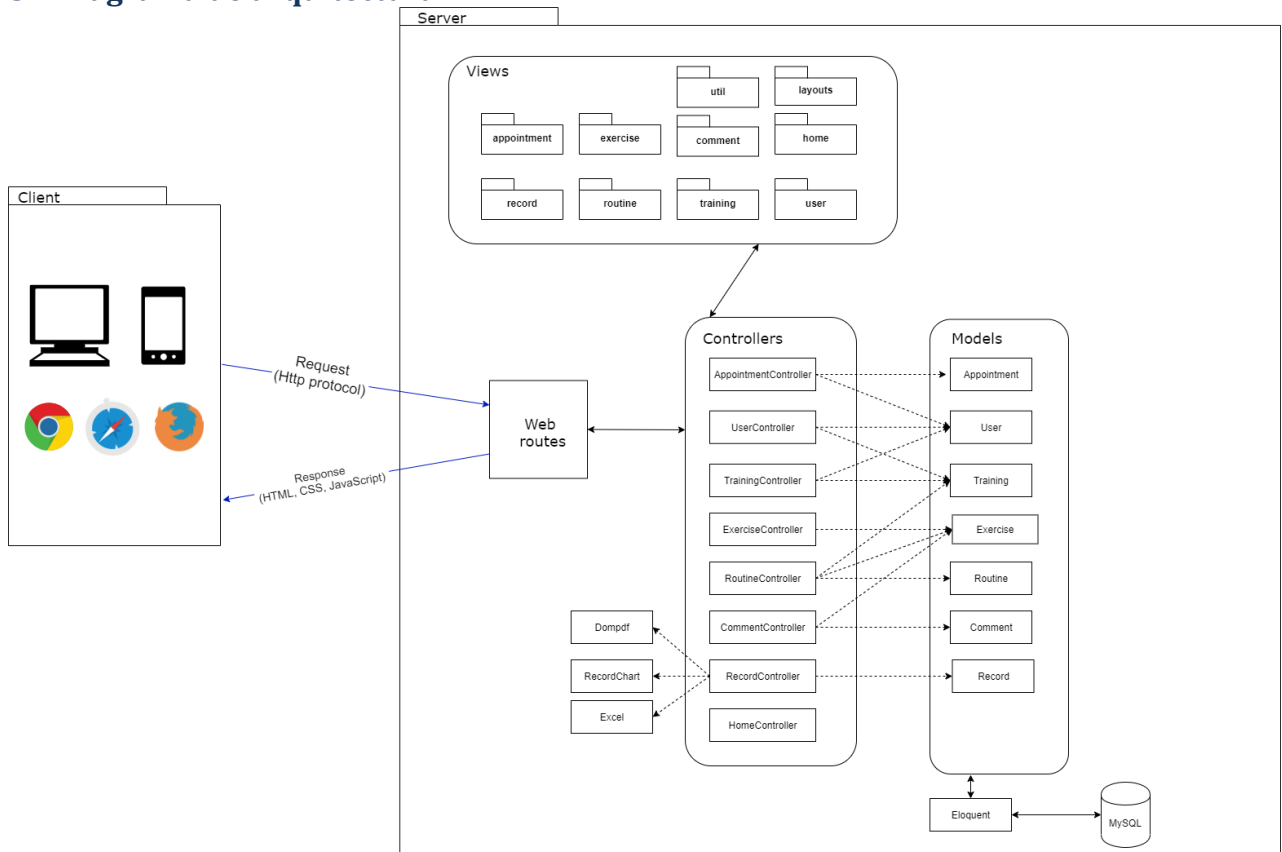 Server
Views
util
layouts
appointment
exercise
comment
home
record
routine
training
user
Client
Request
(Http protocol)
Response
(HTML, CSS, JavaScript)
Web
routes
Controllers
AppointmentController
UserController
TrainingController
ExerciseController
RoutineController
CommentController
RecordController
HomeController
Dompdf
RecordChart
Excel
Models
Appointment
User
Training
Exercise
Routine
Comment
Record
Eloquent
MySQL